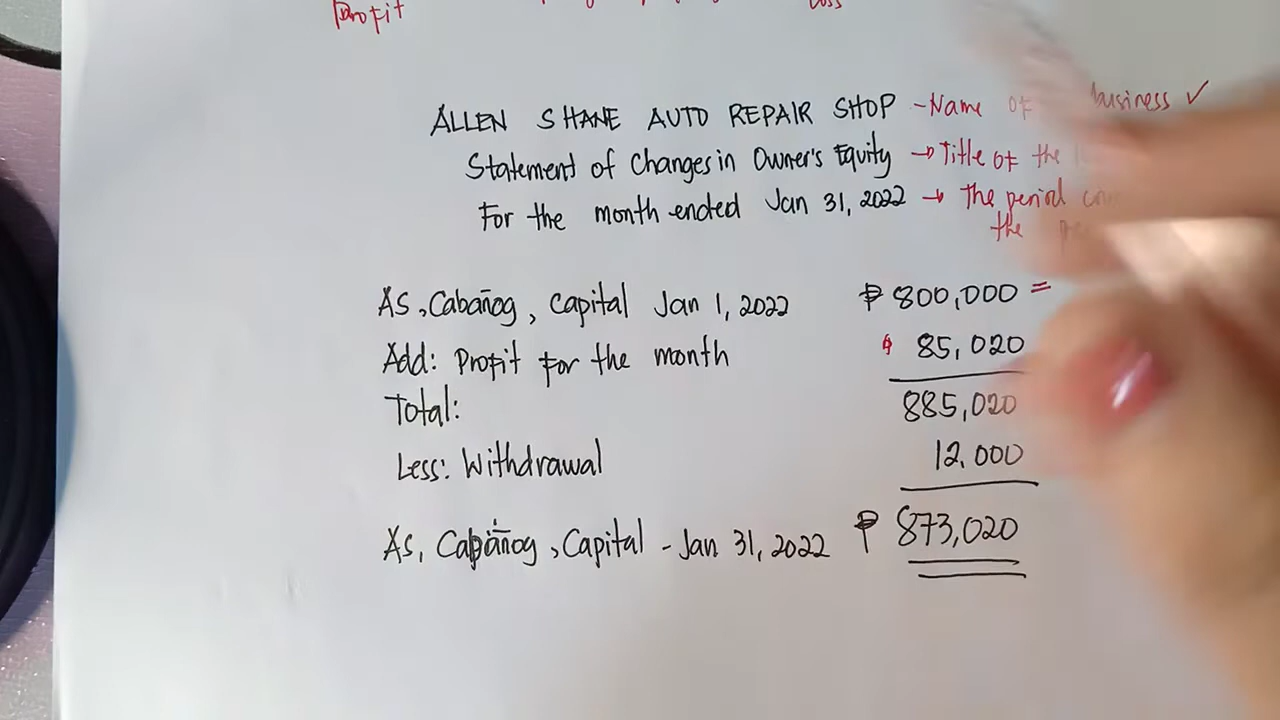 Profit loss
ALLEN SHANE AUTO REPAIR SHOP - Name of business ✓
Statement of Changes in Owner's Equity → Title of the
For the month ended Jan 31, 2022 → The period
the
AS, Cabañog, Capital Jan 1, 2022 ₱ 800,000 =
Add: Profit for the month 85,020
Total: 885,020
Less: Withdrawal 12,000
As, Cabañog, Capital - Jan 31, 2022 ₱ 873,020